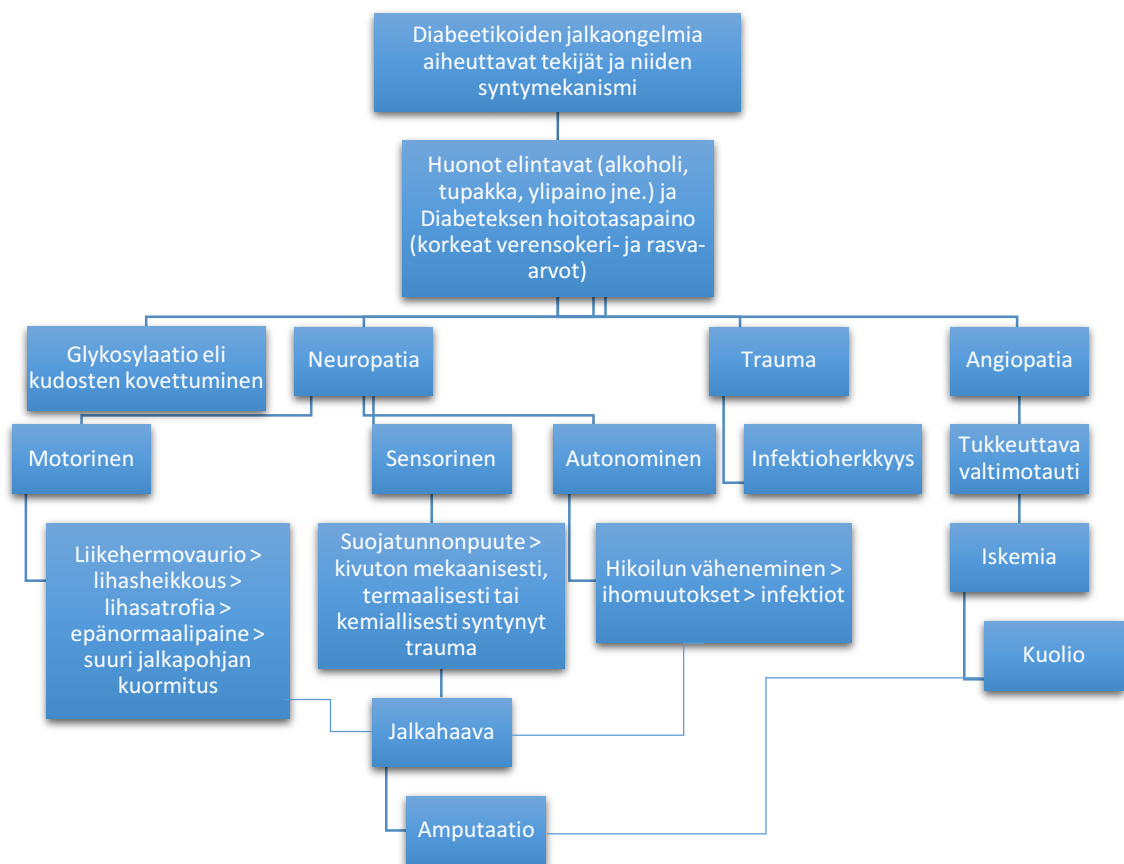 Diabeetikoiden jalkaongelmia
aiheuttavat tekijät ja niiden
syntymekanismi
Huonot elintavat (alkoholi,
tupakka, ylipaino jne.) ja
Diabeteksen hoitotasapaino
(korkeat verensokeri- ja rasva-
arvot)
Glykosylaatio eli
kudosten kovettuminen
Neuropatia
Trauma
Angiopatia
Motorinen
Sensorinen
Autonominen
Infektioherkkyys
Tukkeuttava
valtimotauti
Liikehermovaurio >
lihasheikkous >
lihasatrofia >
epänormaalipaine >
suuri jalkapohjan
kuormitus
Suojatunnonpuute >
kivuton mekaanisesti,
termaalisesti tai
kemiallisesti syntynyt
trauma
Hikoilun väheneminen >
ihomuutokset > infektiot
Iskemia
Kuolio
Jalkahaava
Amputaatio